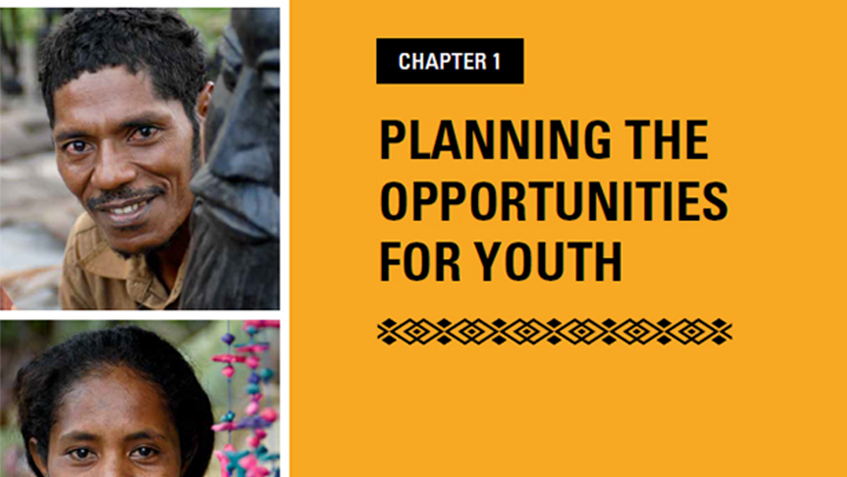 CHAPTER 1
PLANNING THE
OPPORTUNITIES
FOR YOUTH